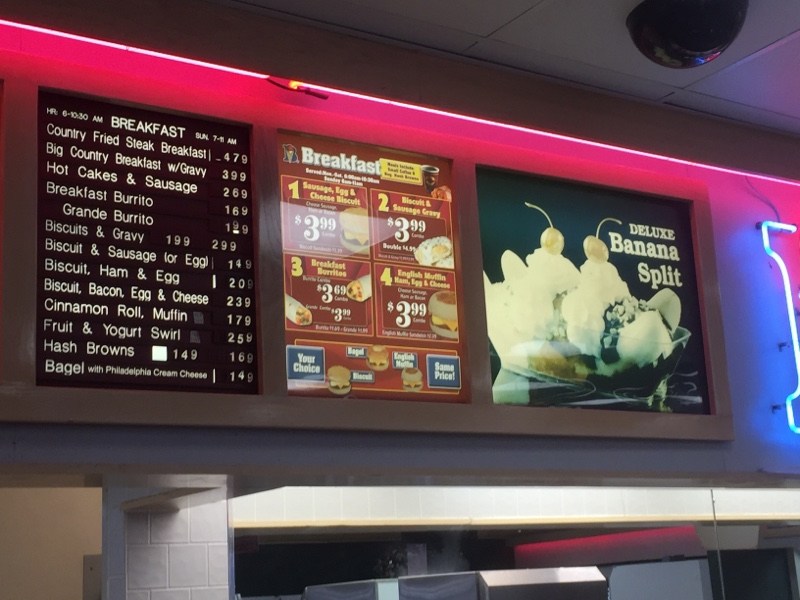 HR: 6-10:30 AM BREAKFAST SUN. 7-11 AM
Country Fried Steak Breakfast 479
Big Country Breakfast w/Gravy 399
Hot Cakes & Sausage 269
Breakfast Burrito 169
Grande Burrito
Biscuits & Gravy 199 299
Biscuit & Sausage (or Egg) 149
Biscuit, Ham & Egg 209
Biscuit, Bacon, Egg & Cheese 239
Cinnamon Roll, Muffin 179
Fruit & Yogurt Swirl 259
Hash Browns 149 169
Bagel with Philadelphia Cream Cheese 149
Breakfast
1 Sausage, Egg &
Cheese Biscuit
$3.99
2 Biscuit &
Sausage Gravy
$3.99
3 Breakfast
Burritos
$3.69
$3.99
4 English Muffin
Ham, Egg & Cheese
$3.99
Your
Choice
Bagel
Biscuit
English
Muffin
Same
Price!
DELUXE
Banana
Split